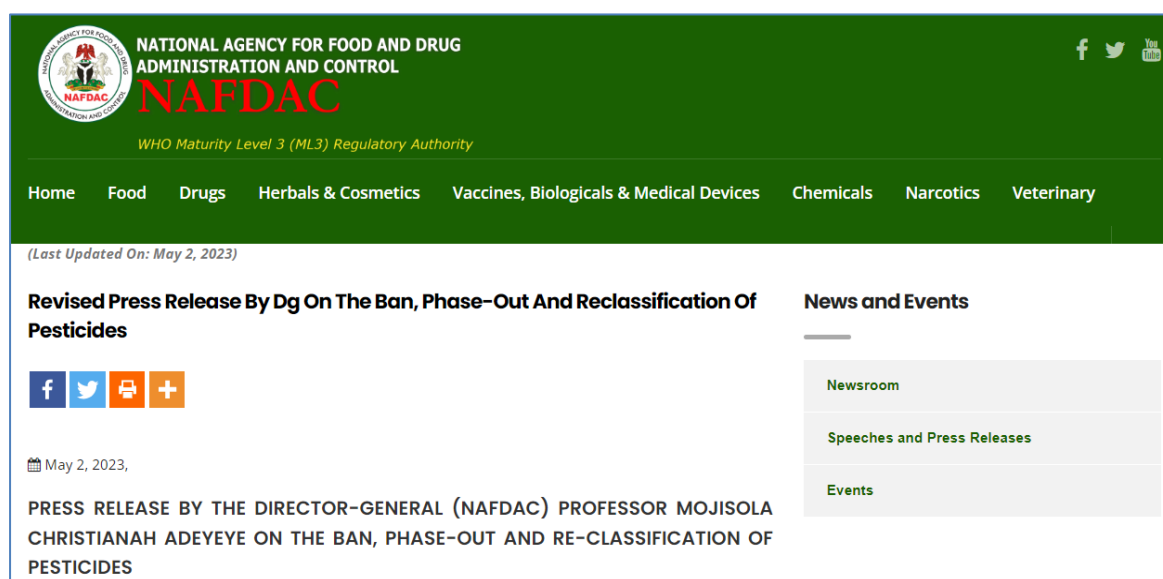 NATIONAL AGENCY FOR FOOD AND DRUG
ADMINISTRATION AND CONTROL
NAFDAC
NAFDAC
WHO Maturity Level 3 (ML3) Regulatory Authority
You
Tube
Home Food Drugs Herbals & Cosmetics Vaccines, Biologicals & Medical Devices Chemicals Narcotics Veterinary
(Last Updated On: May 2, 2023)
Revised Press Release By Dg On The Ban, Phase-Out And Reclassification Of
Pesticides
May 2, 2023,
PRESS RELEASE BY THE DIRECTOR-GENERAL (NAFDAC) PROFESSOR MOJISOLA
CHRISTIANAH ADEYEYE ON THE BAN, PHASE-OUT AND RE-CLASSIFICATION OF
PESTICIDES
News and Events
Newsroom
Speeches and Press Releases
Events